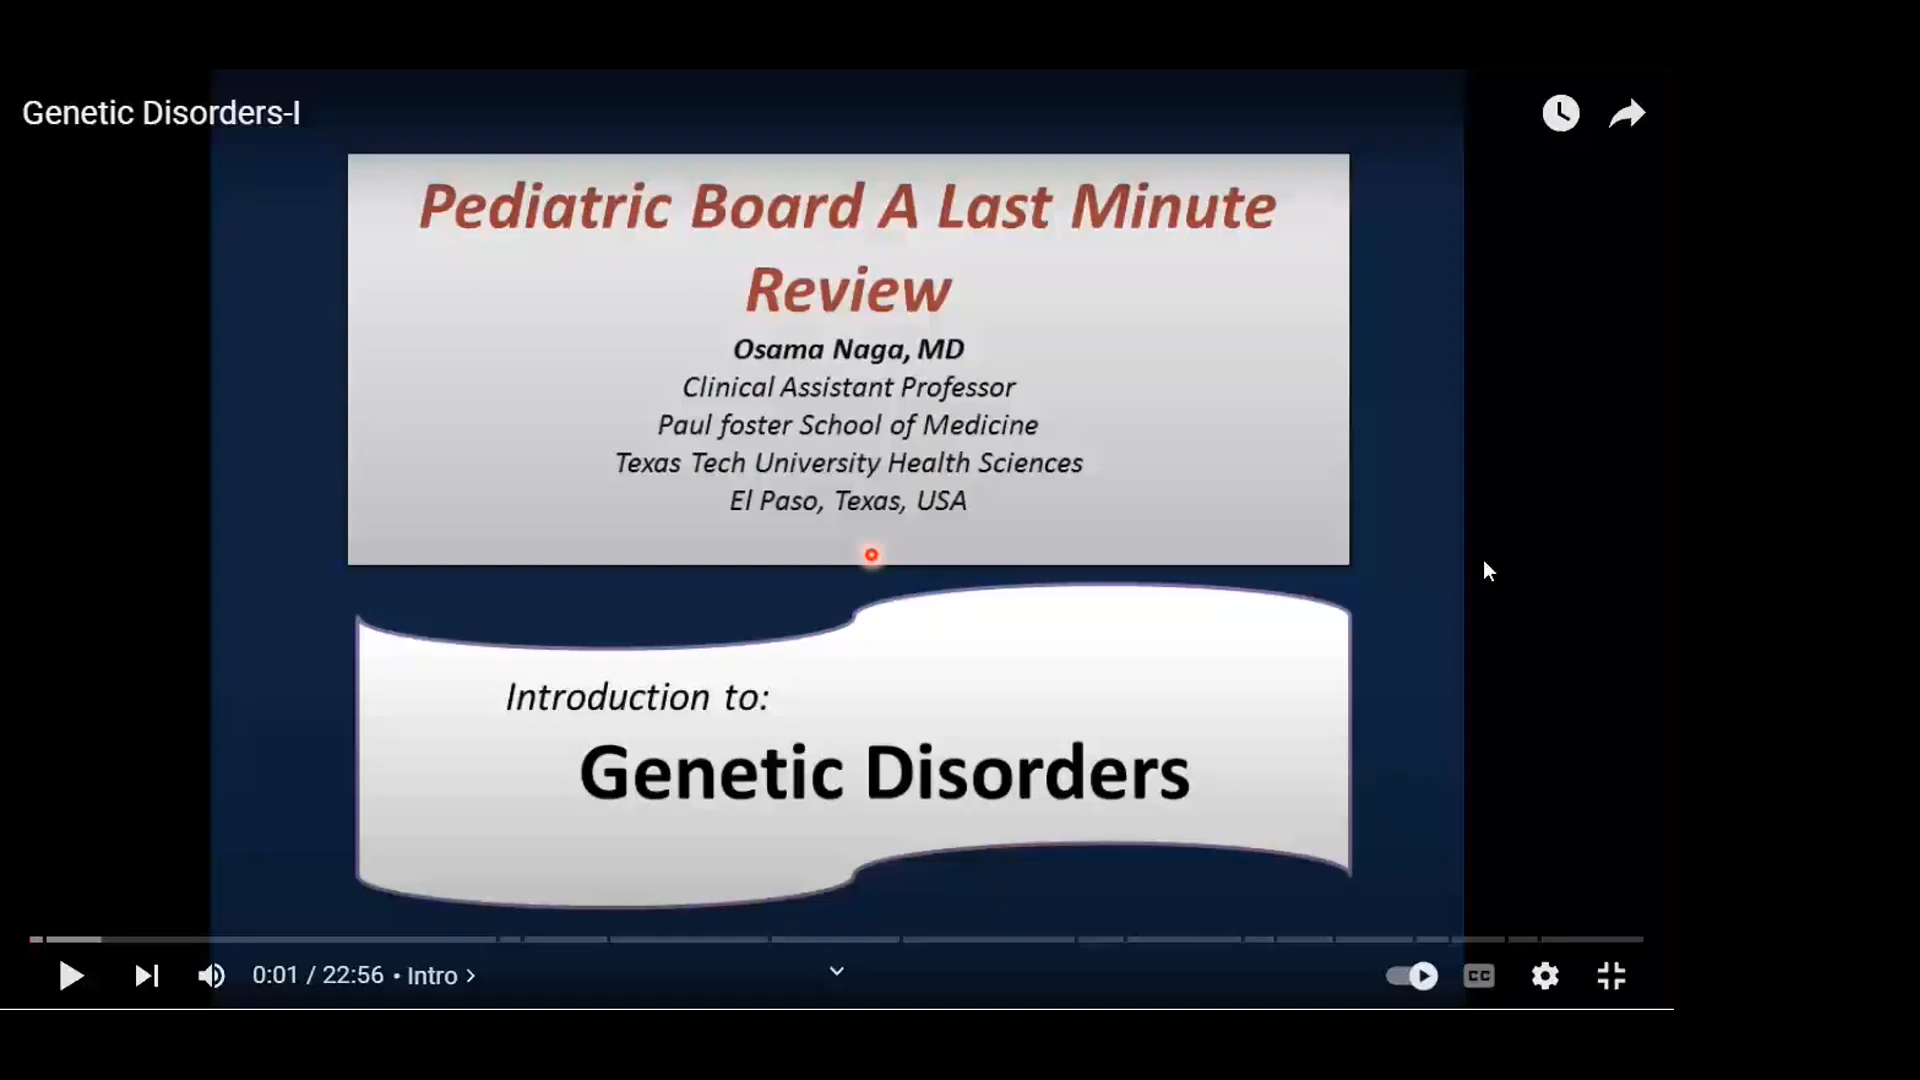 Genetic Disorders-I
Pediatric Board A Last Minute
Review
Osama Naga, MD
Clinical Assistant Professor
Paul foster School of Medicine
Texas Tech University Health Sciences
El Paso, Texas, USA
Introduction to:
Genetic Disorders
0:01 / 22:56 • Intro >
CC